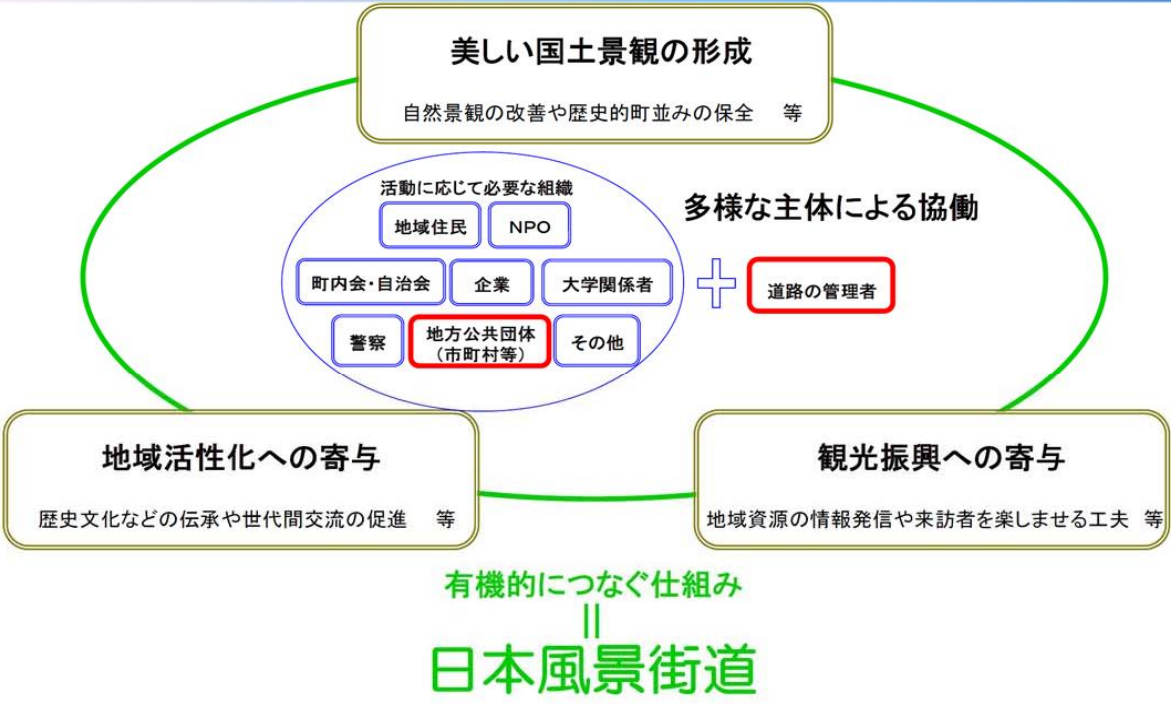 美しい国土景観の形成
自然景観の改善や歴史的町並みの保全　等
活動に応じて必要な組織
地域住民
NPO
多様な主体による協働
町内会・自治会
企業
大学関係者
道路の管理者
警察
地方公共団体
（市町村等）
その他
地域活性化への寄与
歴史文化などの伝承や世代間交流の促進　等
観光振興への寄与
地域資源の情報発信や来訪者を楽しませる工夫 等
有機的につなぐ仕組み
||
日本風景街道